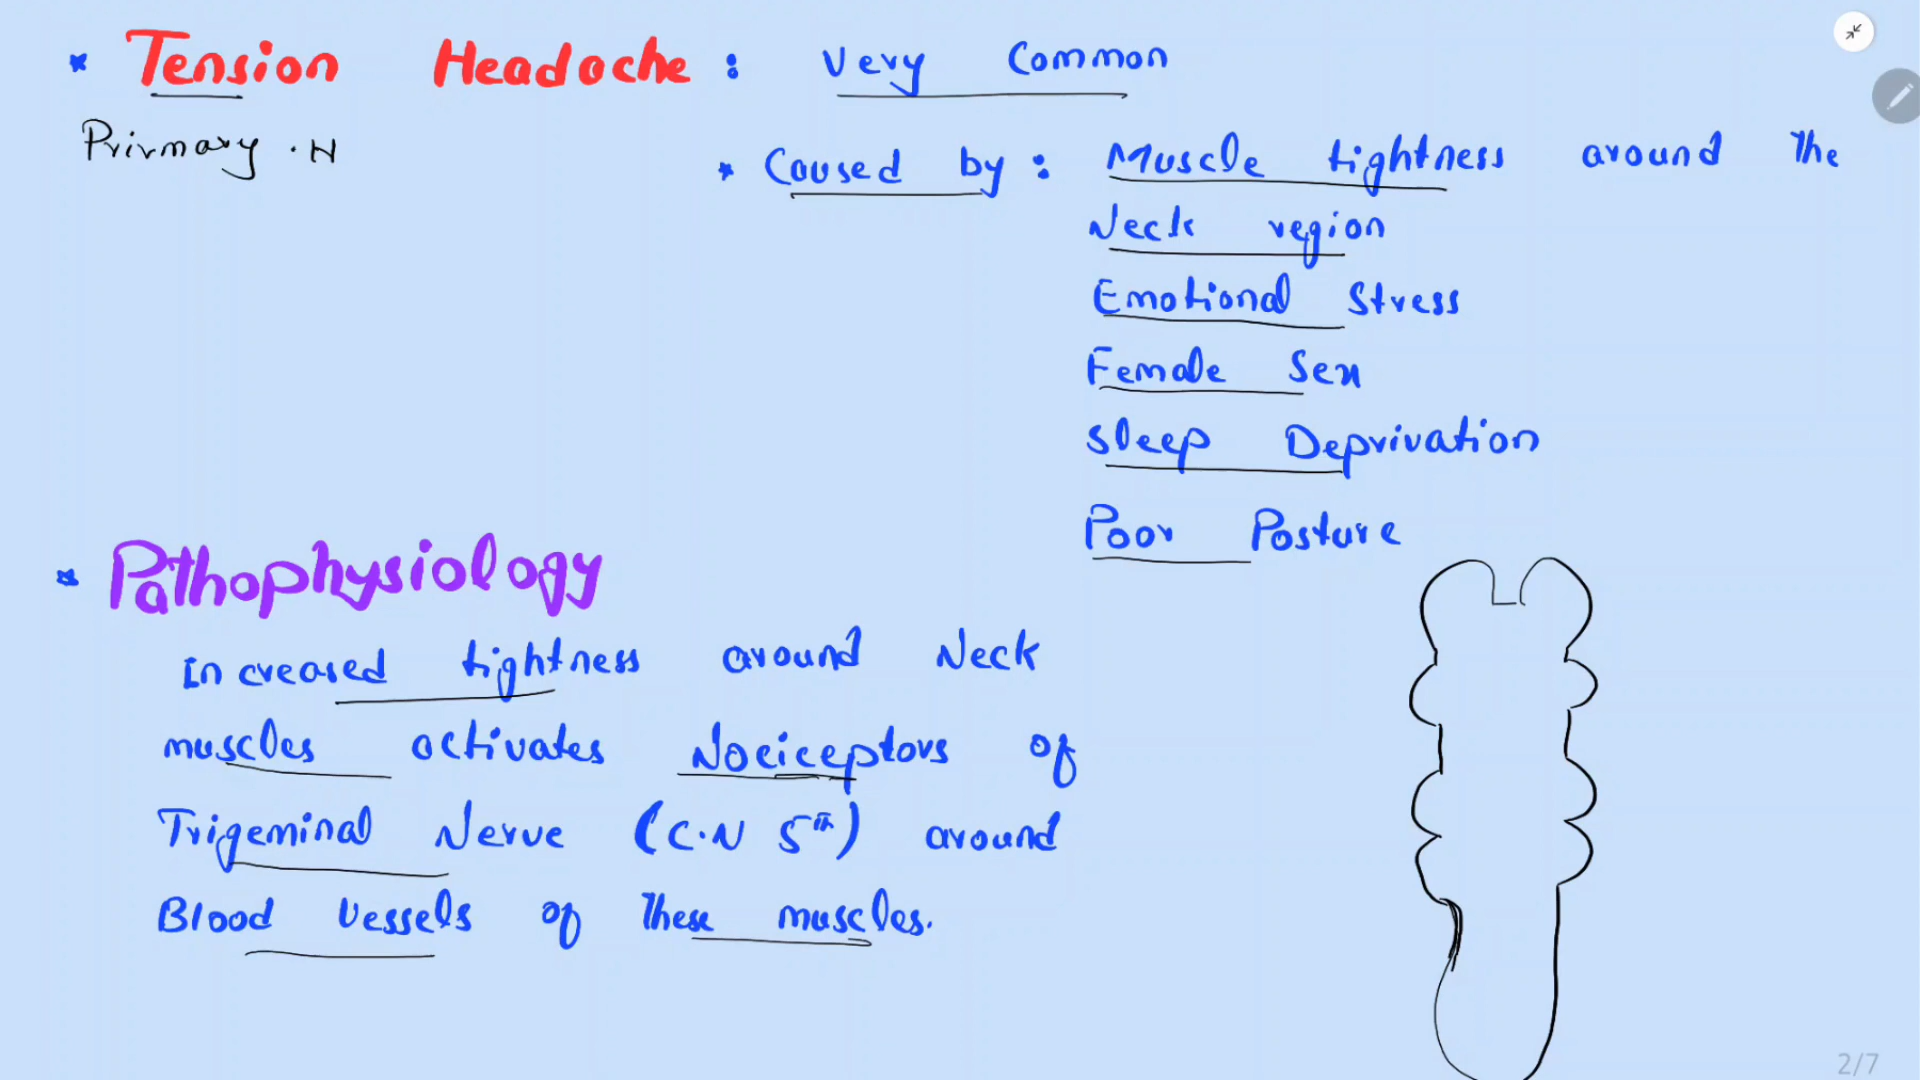 * Tension Headache : Very Common
Primary . H
* Caused by : Muscle tightness around The
Neck region
Emotional Stress
Female Sex
Sleep Deprivation
Poor Posture
* Pathophysiology
Increased tightness around Neck
muscles activates Nociceptors of
Trigeminal Nerve (C.N 5th) around
Blood Vessels of These muscles.
2/7